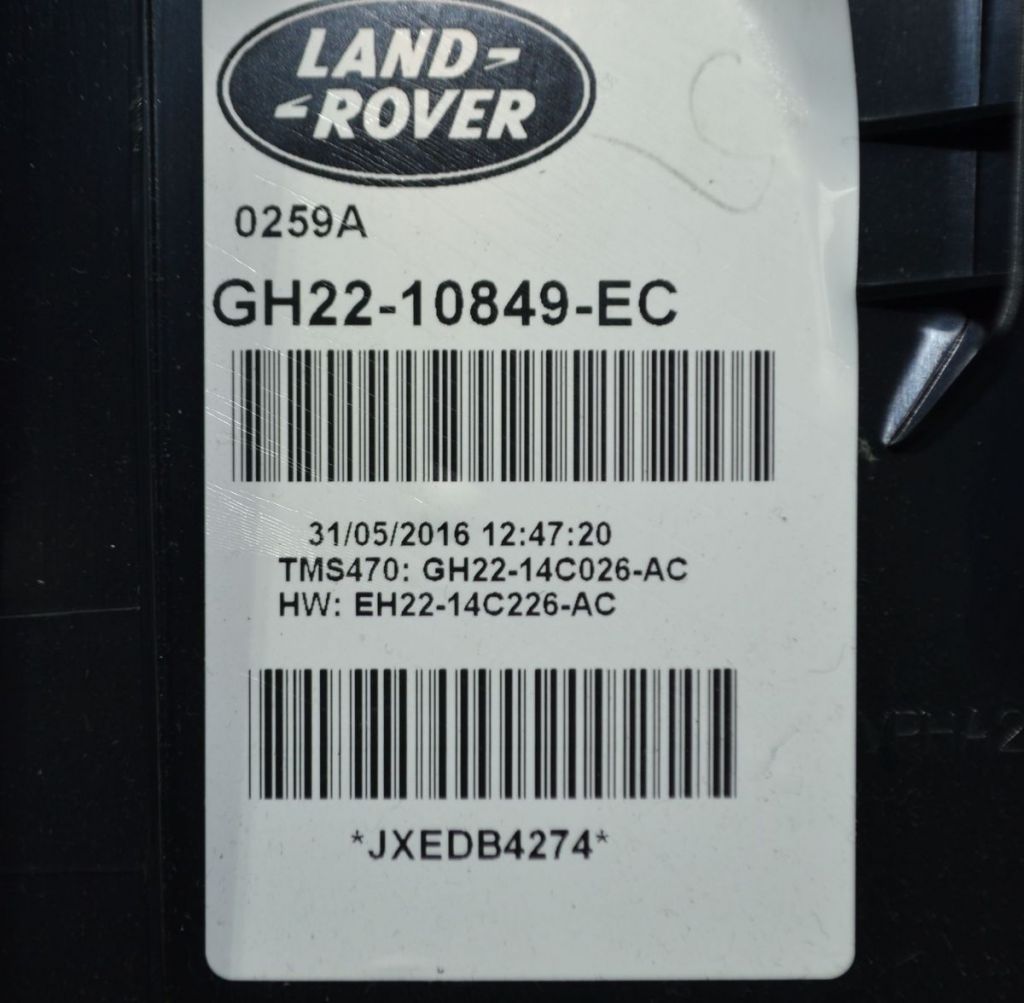 LAND
ROVER
0259A
GH22-10849-EC
31/05/2016 12:47:20
TMS470: GH22-14C026-AC
HW: EH22-14C226-AC
*JXEDB4274*